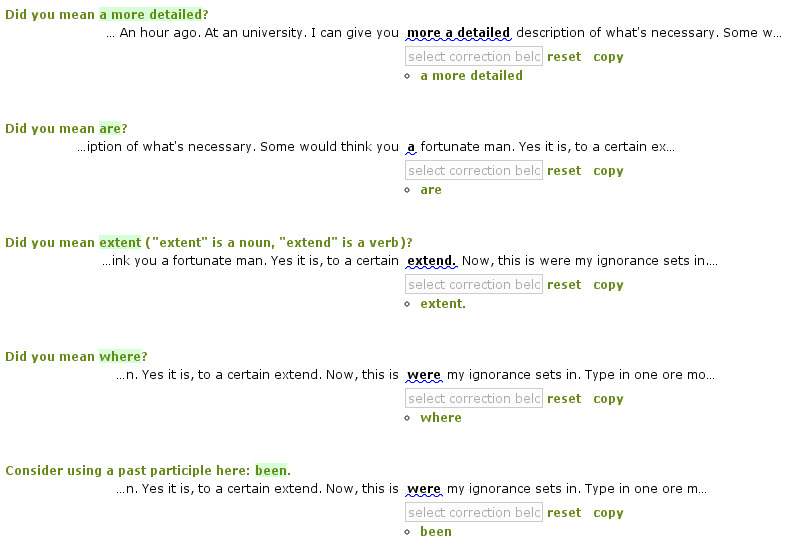 Did you mean a more detailed?
... An hour ago. At an university. I can give you more a detailed description of what's necessary. Some w...
select correction belc reset copy
a more detailed
Did you mean are?
...iption of what's necessary. Some would think you a fortunate man. Yes it is, to a certain ex...
select correction belc reset copy
are
Did you mean extent ("extent" is a noun, "extend" is a verb)?
...ink you a fortunate man. Yes it is, to a certain extend. Now, this is were my ignorance sets in....
select correction belc reset copy
extent.
Did you mean where?
...n. Yes it is, to a certain extend. Now, this is were my ignorance sets in. Type in one ore mo...
select correction belc reset copy
where
Consider using a past participle here: been.
...n. Yes it is, to a certain extend. Now, this is were my ignorance sets in. Type in one ore m...
select correction belc reset copy
been